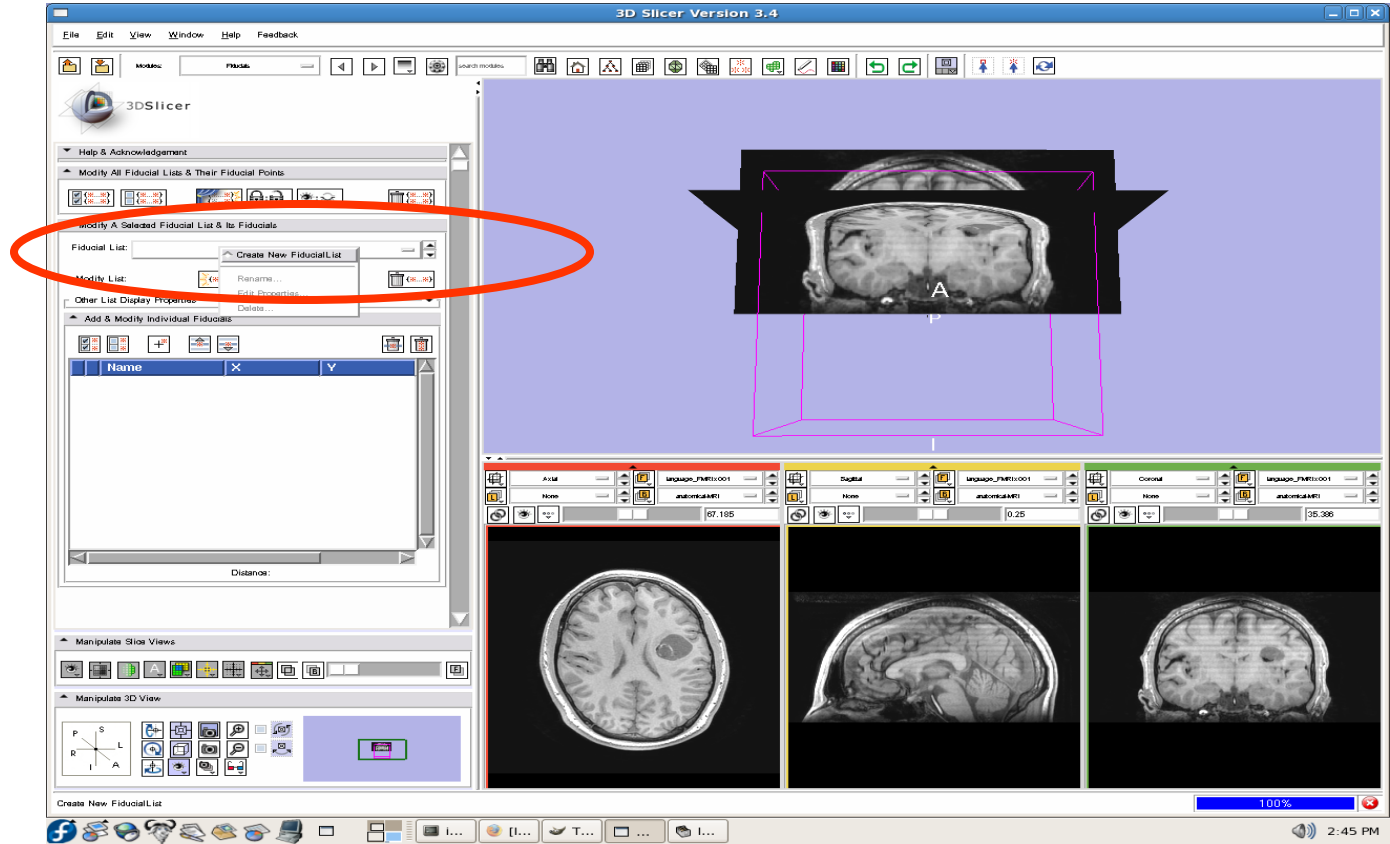 3D Slicer Version 3.4
File Edit View Window Help Feedback
Modules: Fiducials search modules
3DSlicer
Help & Acknowledgement
Modify All Fiducial Lists & Their Fiducial Points
Modify A Selected Fiducial List & Its Fiducials
Fiducial List:
Create New FiducialList
Modify List:
Rename...
Edit Properties...
Other List Display Properties
Delete...
Add & Modify Individual Fiducials
Name X Y
Distance:
A
P
I
Axial language_FMRIx001
None anatomical-MRI
67.185
Sagittal language_FMRIx001
None anatomical-MRI
0.25
Coronal language_FMRIx001
None anatomical-MRI
35.386
Manipulate Slice Views
Manipulate 3D View
P S
R L
I A
Create New FiducialList
100%
i... [I... T... ... I...
2:45 PM